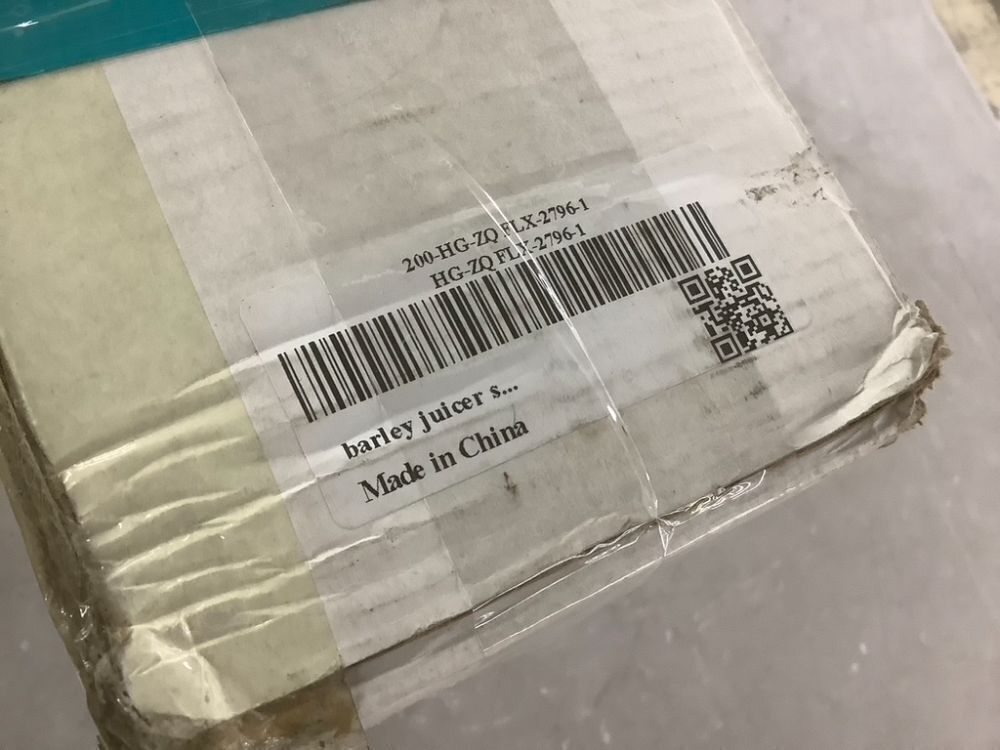 200-HG-ZQ FLX-2796-1
HG-ZQ FLX-2796-1
barley juicer s...
Made in China